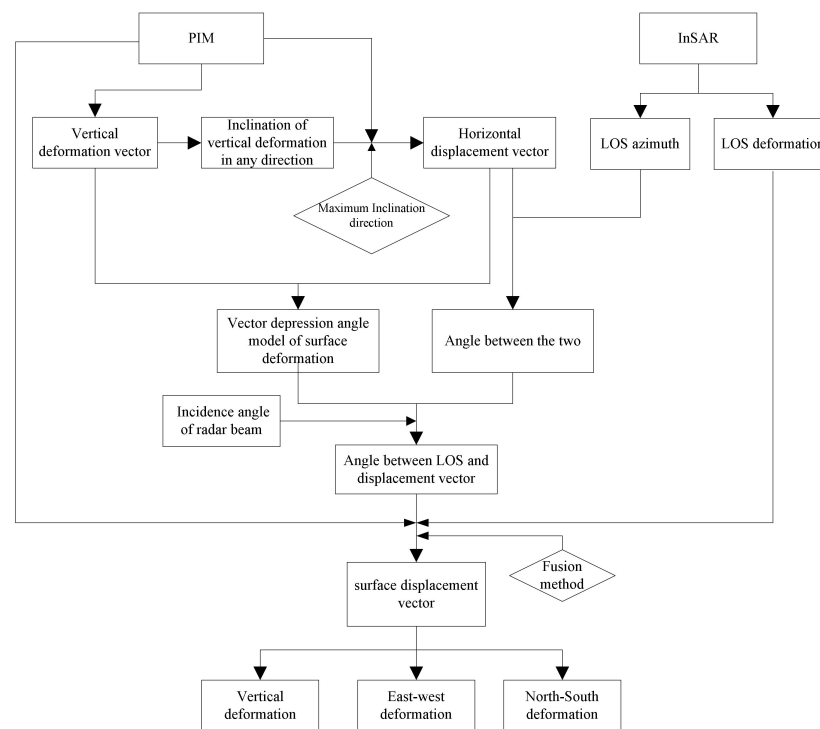 PIM
InSAR
Vertical
deformation vector
Inclination of
vertical deformation
in any direction
Horizontal
displacement vector
LOS azimuth
LOS deformation
Maximum Inclination
direction
Vector depression angle
model of surface
deformation
Angle between the two
Incidence angle
of radar beam
Angle between LOS and
displacement vector
Fusion
method
surface displacement
vector
Vertical
deformation
East-west
deformation
North-South
deformation